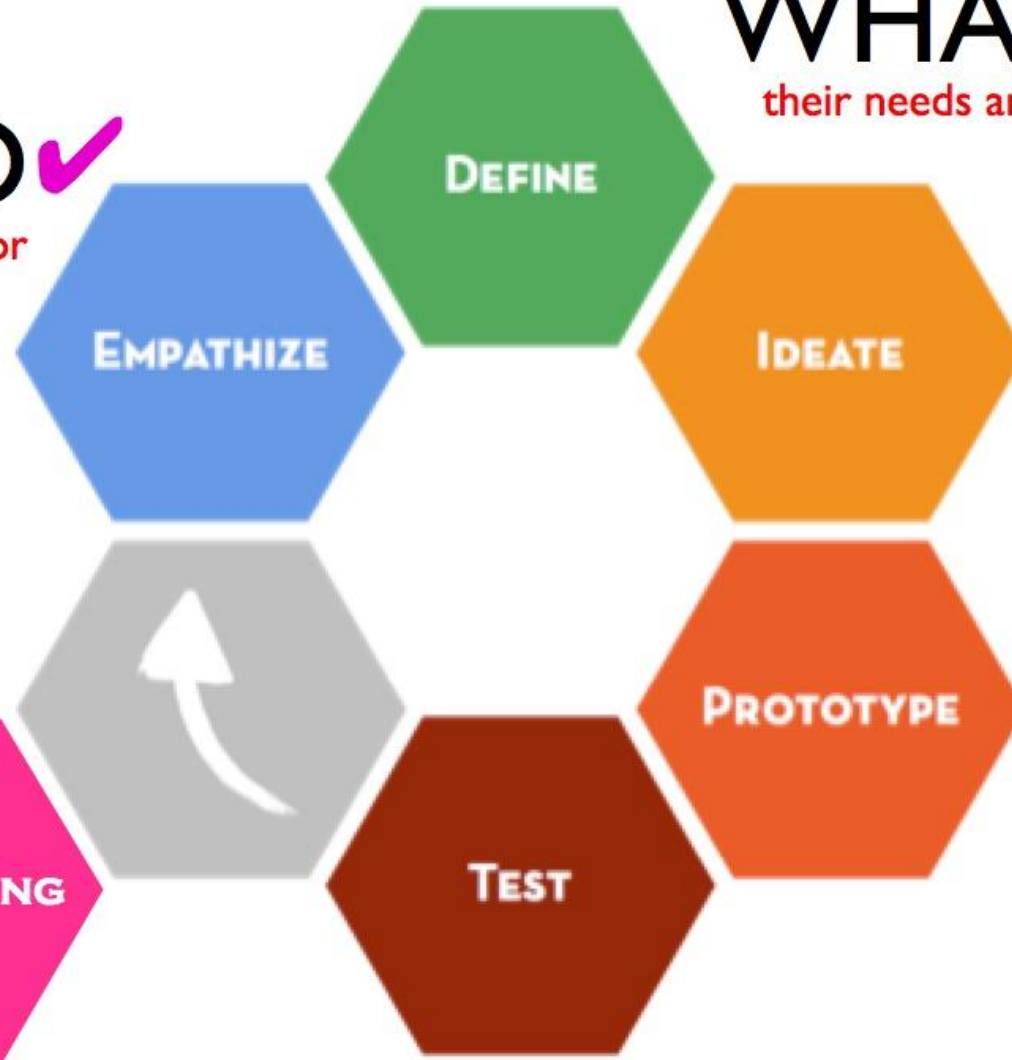 WHA
their needs ar
O✔
or
DEFINE
EMPATHIZE
IDEATE
PROTOTYPE
NG
TEST